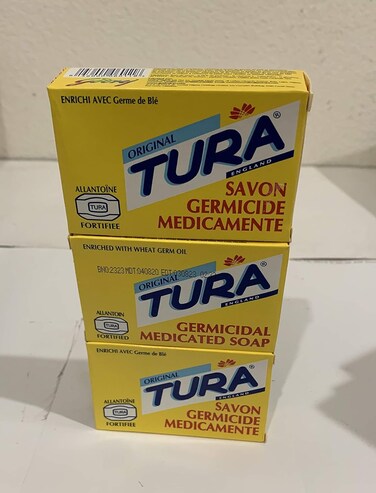 ENRICHI AVEC Germe de Blé
ORIGINAL
TURA®
ENGLAND
ALLANTOÏNE
TURA
FORTIFIEE
SAVON
GERMICIDE
MEDICAMENTE
ENRICHED WITH WHEAT GERM OIL
ORIGINAL
TURA
ENGLAND
ALLANTOIN
TURA
FORTIFIED
GERMICIDAL
MEDICATED SOAP
ENRICHI AVEC Germe de Blé
ORIGINAL
TURA
ENGLAND
ALLANTOÏNE
TURA
FORTIFIEE
SAVON
GERMICIDE
MEDICAMENTE